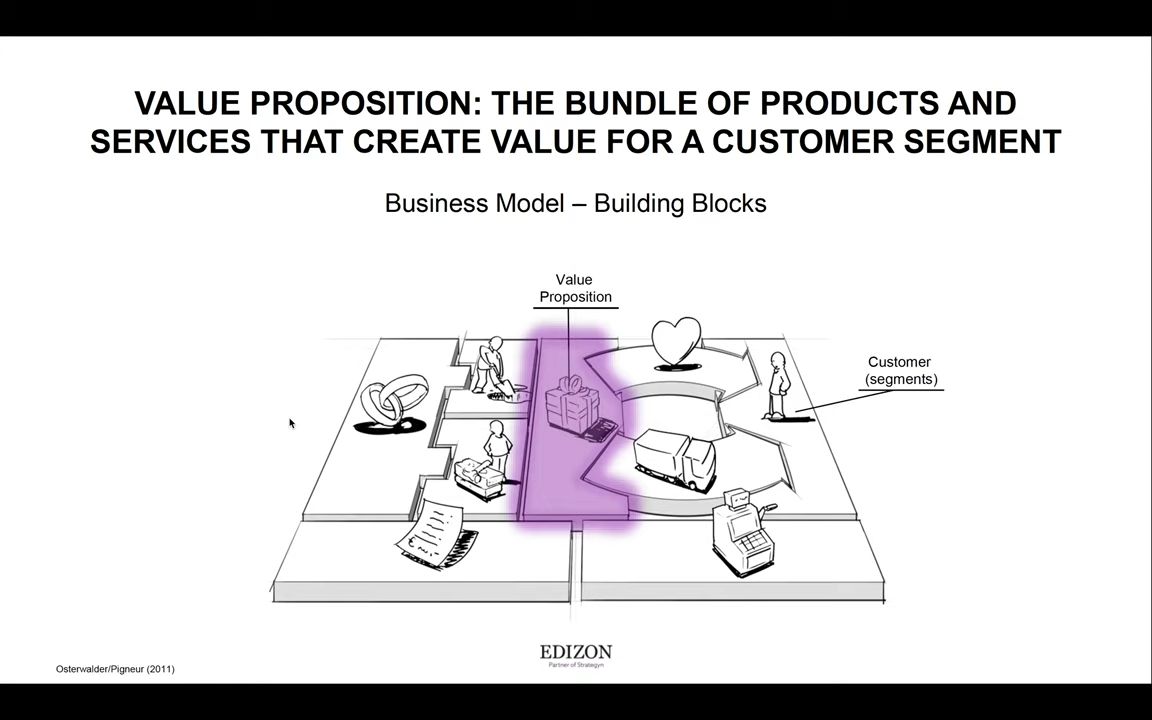 VALUE PROPOSITION: THE BUNDLE OF PRODUCTS AND
SERVICES THAT CREATE VALUE FOR A CUSTOMER SEGMENT
Business Model – Building Blocks
Value
Proposition
Customer
(segments)
EDIZON
Partner of Strategyn
Osterwalder/Pigneur (2011)